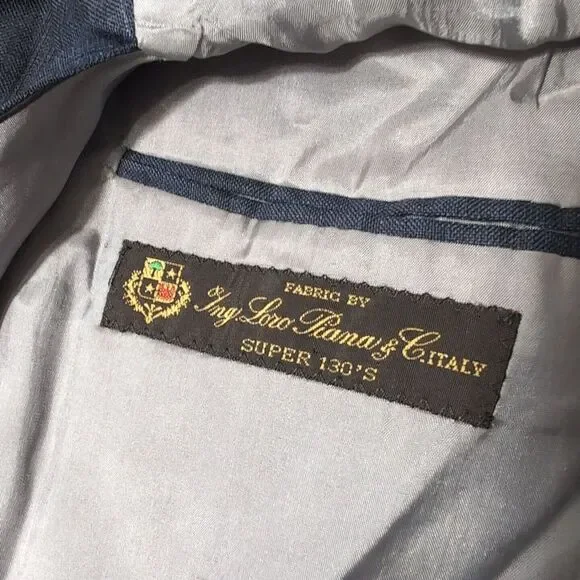 FABRIC BY
Ing. Loro Piana & C. ITALY
SUPER 130'S